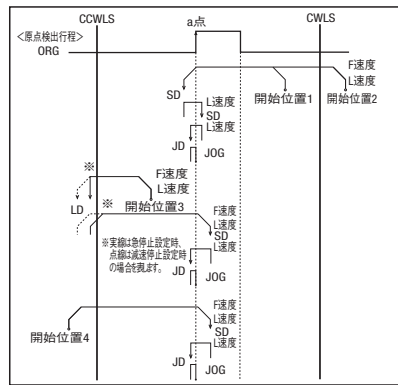 CCWLS
a点
CWLS
<原点検出行程>
ORG
F速度
L速度
SD
L速度
開始位置1
開始位置2
SD
L速度
JD
JOG
※
F速度
L速度
LD
※
開始位置3
F速度
L速度
SD
※実線は急停止設定時、
点線は減速停止設定時
の場合を表します。
L速度
JD
JOG
F速度
L速度
SD
開始位置4
L速度
JD
JOG